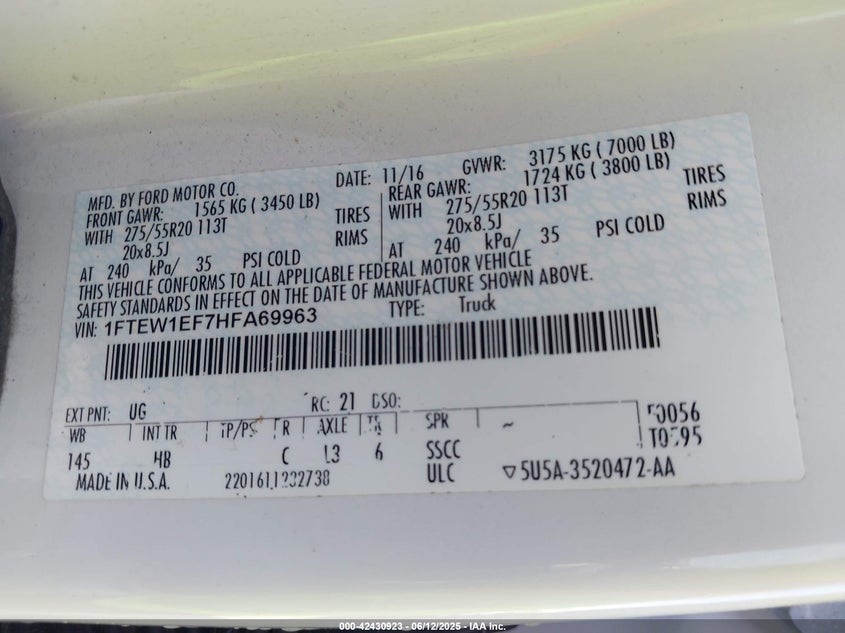 MFD. BY FORD MOTOR CO.
DATE: 11/16 GVWR: 3175 KG ( 7000 LB)
FRONT GAWR: 1565 KG ( 3450 LB)
REAR GAWR: 1724 KG ( 3800 LB)
WITH 275/55R20 113T TIRES
WITH 275/55R20 113T TIRES
20x8.5J RIMS
20x8.5J RIMS
AT 240 kPa/ 35 PSI COLD
AT 240 kPa/ 35 PSI COLD
THIS VEHICLE CONFORMS TO ALL APPLICABLE FEDERAL MOTOR VEHICLE
SAFETY STANDARDS IN EFFECT ON THE DATE OF MANUFACTURE SHOWN ABOVE.
VIN: 1FTEW1EF7HFA69963 TYPE: Truck
EXT PNT: UG RC: 21 DSO:
WB INT TR TP/PS R AXLE TR SPR
145 HB C L3 6 SSCC
MADE IN U.S.A. ULC ▽5U5A-3520472-AA
000-42430923 - 06/12/2025 - IAA Inc.